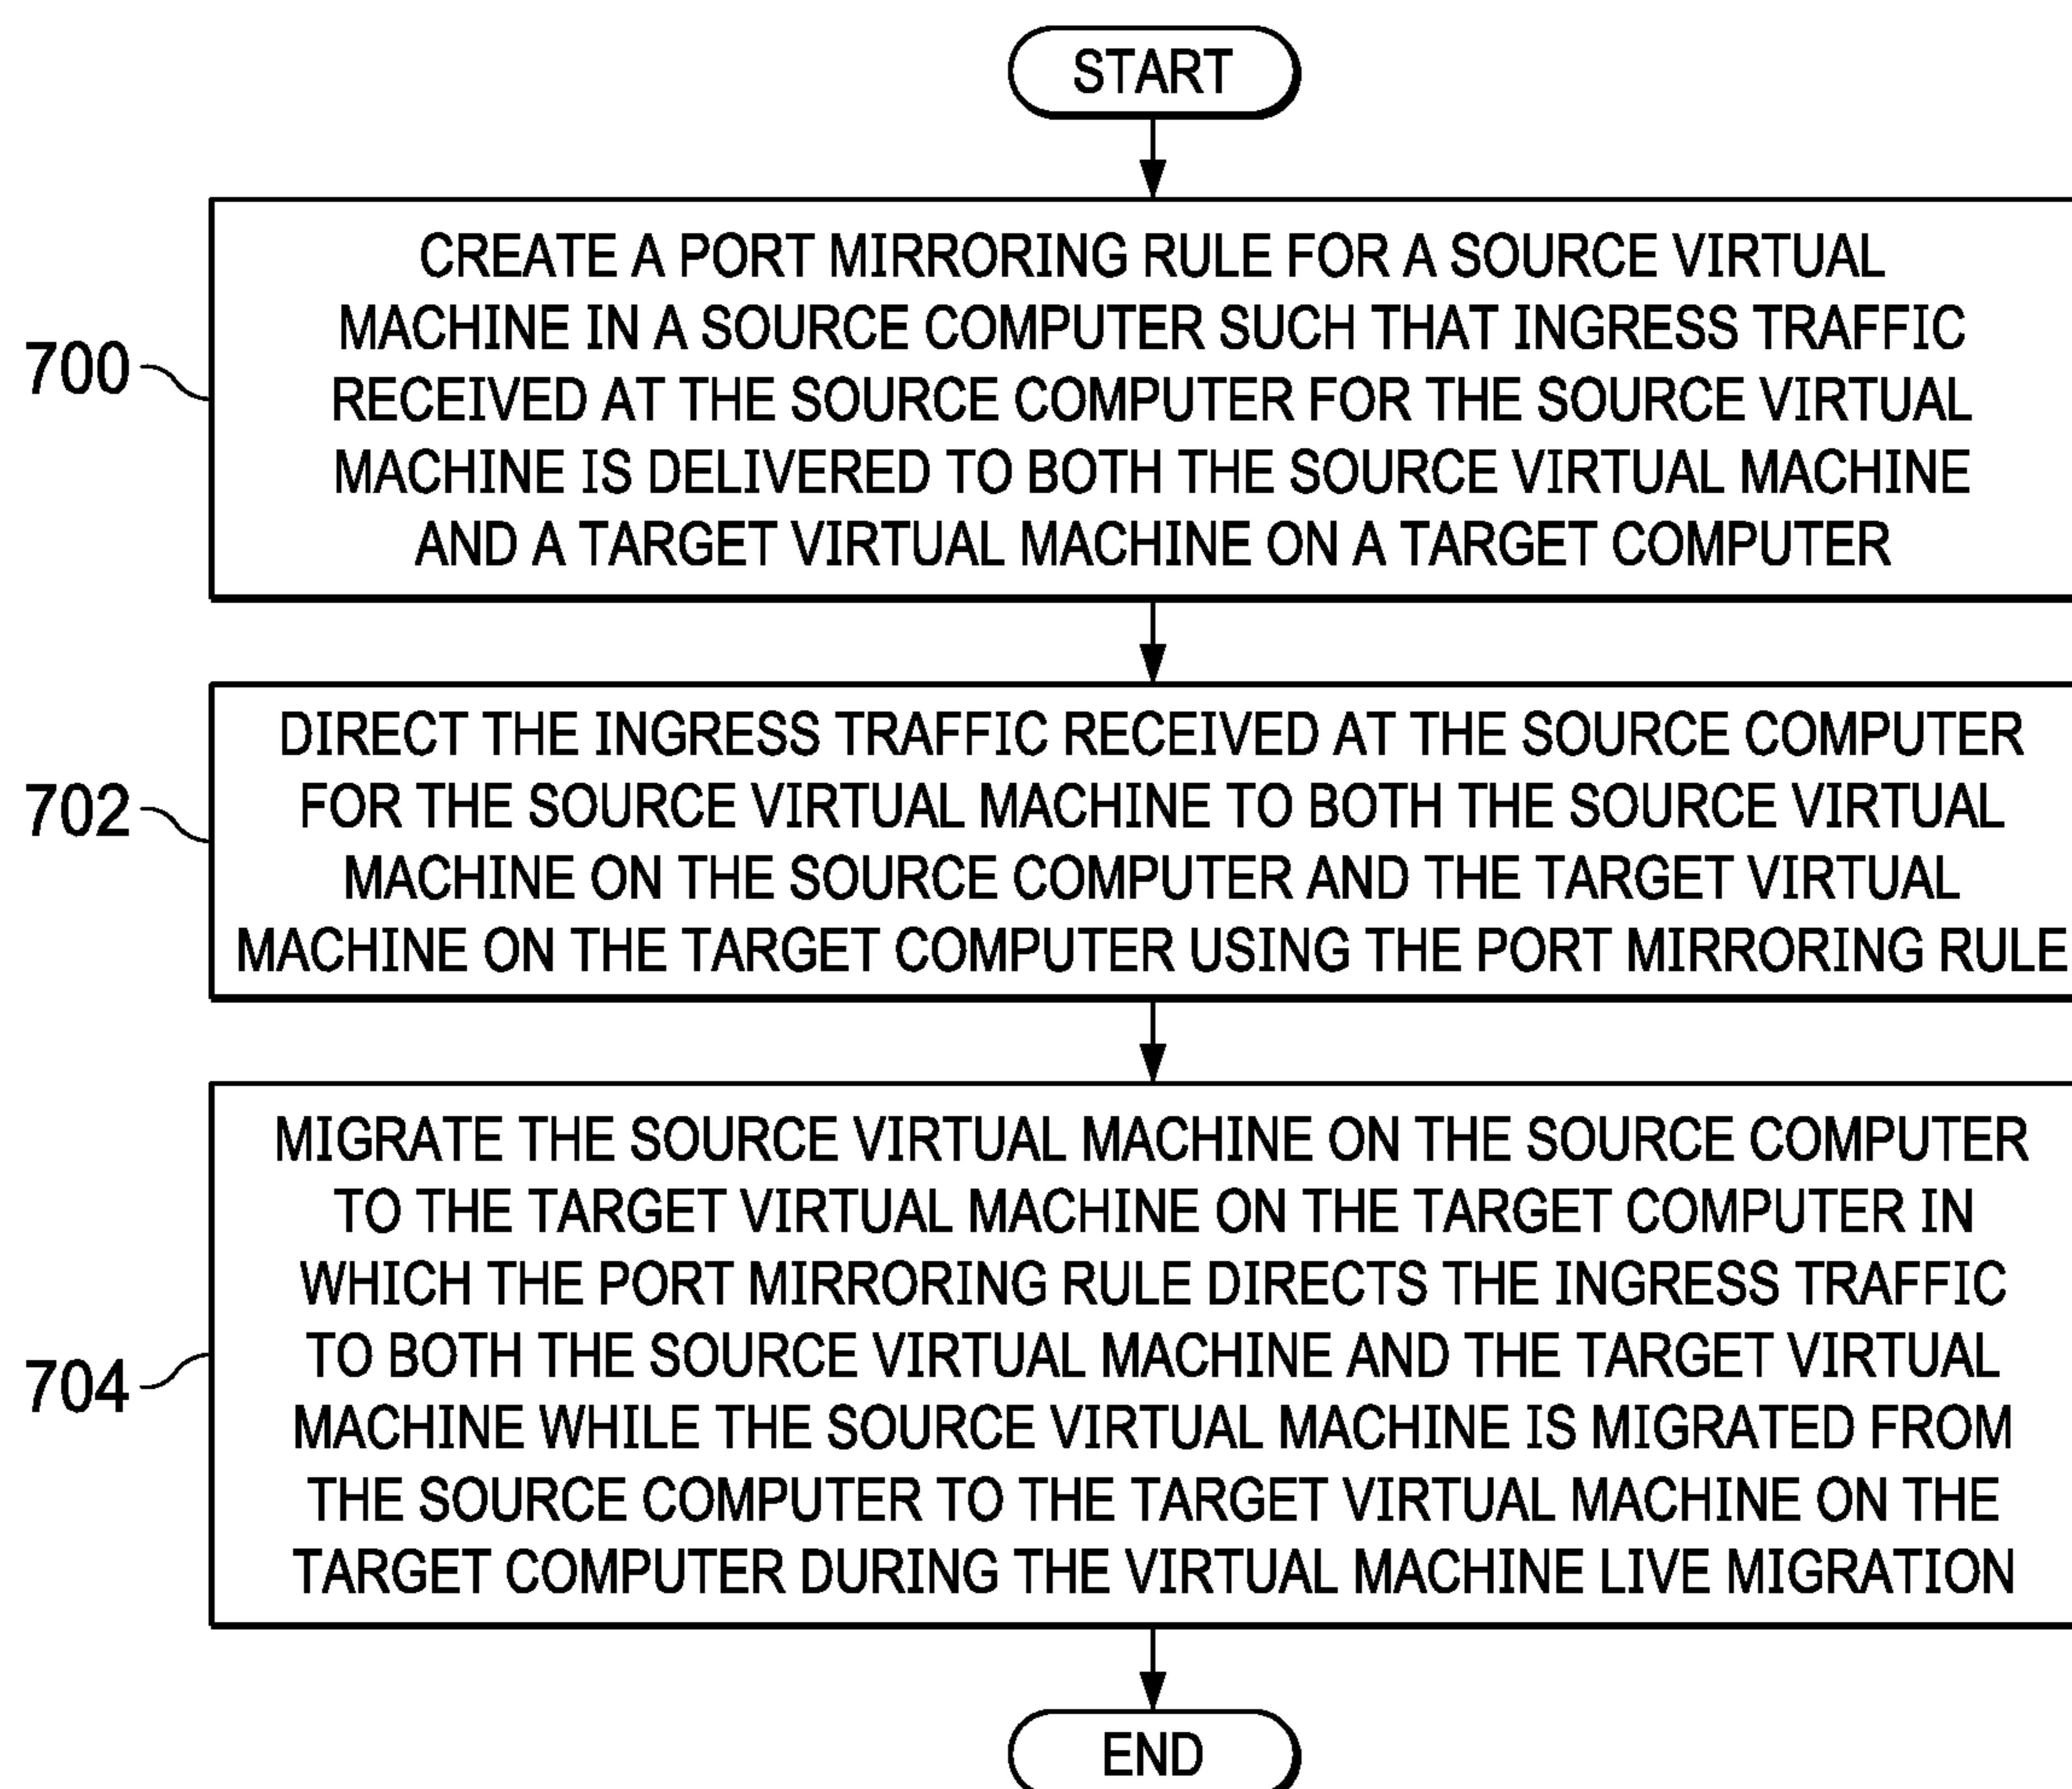 START
700
CREATE A PORT MIRRORING RULE FOR A SOURCE VIRTUAL
MACHINE IN A SOURCE COMPUTER SUCH THAT INGRESS TRAFFIC
RECEIVED AT THE SOURCE COMPUTER FOR THE SOURCE VIRTUAL
MACHINE IS DELIVERED TO BOTH THE SOURCE VIRTUAL MACHINE
AND A TARGET VIRTUAL MACHINE ON A TARGET COMPUTER
702
DIRECT THE INGRESS TRAFFIC RECEIVED AT THE SOURCE COMPUTER
FOR THE SOURCE VIRTUAL MACHINE TO BOTH THE SOURCE VIRTUAL
MACHINE ON THE SOURCE COMPUTER AND THE TARGET VIRTUAL
MACHINE ON THE TARGET COMPUTER USING THE PORT MIRRORING RULE
704
MIGRATE THE SOURCE VIRTUAL MACHINE ON THE SOURCE COMPUTER
TO THE TARGET VIRTUAL MACHINE ON THE TARGET COMPUTER IN
WHICH THE PORT MIRRORING RULE DIRECTS THE INGRESS TRAFFIC
TO BOTH THE SOURCE VIRTUAL MACHINE AND THE TARGET VIRTUAL
MACHINE WHILE THE SOURCE VIRTUAL MACHINE IS MIGRATED FROM
THE SOURCE COMPUTER TO THE TARGET VIRTUAL MACHINE ON THE
TARGET COMPUTER DURING THE VIRTUAL MACHINE LIVE MIGRATION
END